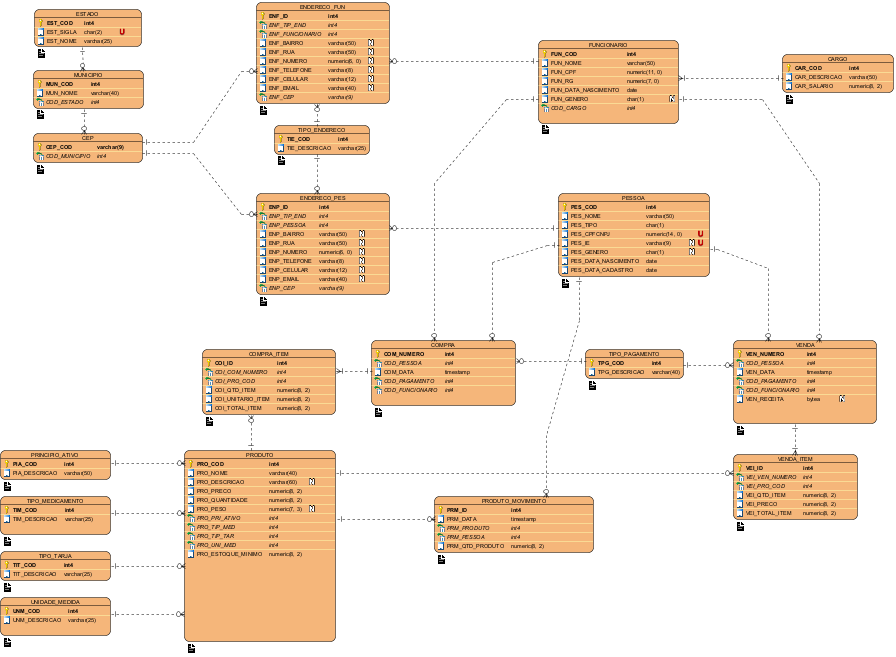 ESTADO
EST_COD int4
EST_SIGLA char(2) U
EST_NOME varchar(25)
MUNICIPIO
MUN_COD int4
MUN_NOME varchar(40)
COD_ESTADO int4
CEP
CEP_COD varchar(9)
COD_MUNICIPIO int4
ENDERECO_FUN
ENF_ID int4
ENF_TIP_END int4
ENF_FUNCIONARIO int4
ENF_BAIRRO varchar(50) N
ENF_RUA varchar(50) N
ENF_NUMERO numeric(6, 0) N
ENF_TELEFONE varchar(8) N
ENF_CELULAR varchar(12) N
ENF_EMAIL varchar(40) N
ENF_CEP varchar(9)
TIPO_ENDERECO
TIE_COD int4
TIE_DESCRICAO varchar(25)
ENDERECO_PES
ENP_ID int4
ENP_TIP_END int4
ENP_PESSOA int4
ENP_BAIRRO varchar(50) N
ENP_RUA varchar(50) N
ENP_NUMERO numeric(6, 0) N
ENP_TELEFONE varchar(8) N
ENP_CELULAR varchar(12) N
ENP_EMAIL varchar(40) N
ENP_CEP varchar(9)
FUNCIONARIO
FUN_COD int4
FUN_NOME varchar(50)
FUN_CPF numeric(11, 0)
FUN_RG numeric(7, 0)
FUN_DATA_NASCIMENTO date
FUN_GENERO char(1) N
COD_CARGO int4
CARGO
CAR_COD int4
CAR_DESCRICAO varchar(50)
CAR_SALARIO numeric(8, 2)
PESSOA
PES_COD int4
PES_NOME varchar(50)
PES_TIPO char(1)
PES_CPFCNPJ numeric(14, 0) U
PES_IE varchar(9) N U
PES_GENERO char(1) N
PES_DATA_NASCIMENTO date
PES_DATA_CADASTRO date
COMPRA_ITEM
COI_ID int4
COI_COM_NUMERO int4
COI_PRO_COD int4
COI_QTD_ITEM numeric(8, 2)
COI_UNITARIO_ITEM numeric(8, 2)
COI_TOTAL_ITEM numeric(8, 2)
COMPRA
COM_NUMERO int4
COD_PESSOA int4
COM_DATA timestamp
COD_PAGAMENTO int4
COD_FUNCIONARIO int4
TIPO_PAGAMENTO
TPG_COD int4
TPG_DESCRICAO varchar(40)
VENDA
VEN_NUMERO int4
COD_PESSOA int4
VEN_DATA timestamp
COD_PAGAMENTO int4
COD_FUNCIONARIO int4
VEN_RECEITA bytea N
PRINCIPIO_ATIVO
PIA_COD int4
PIA_DESCRICAO varchar(50)
TIPO_MEDICAMENTO
TIM_COD int4
TIM_DESCRICAO varchar(25)
TIPO_TARJA
TIT_COD int4
TIT_DESCRICAO varchar(25)
UNIDADE_MEDIDA
UNM_COD int4
UNM_DESCRICAO varchar(25)
PRODUTO
PRO_COD int4
PRO_NOME varchar(40)
PRO_DESCRICAO varchar(60) N
PRO_PRECO numeric(8, 2)
PRO_QUANTIDADE numeric(8, 2)
PRO_PESO numeric(7, 3) N
PRO_PRI_ATIVO int4
PRO_TIP_MED int4
PRO_TIP_TAR int4
PRO_UNI_MED int4
PRO_ESTOQUE_MINIMO numeric(8, 2)
PRODUTO_MOVIMENTO
PRM_ID int4
PRM_DATA timestamp
PRM_PRODUTO int4
PRM_PESSOA int4
PRM_QTD_PRODUTO numeric(8, 2)
VENDA_ITEM
VEI_ID int4
VEI_VEN_NUMERO int4
VEI_PRO_COD int4
VEI_QTD_ITEM numeric(8, 2)
VEI_PRECO numeric(8, 2)
VEI_TOTAL_ITEM numeric(8, 2)